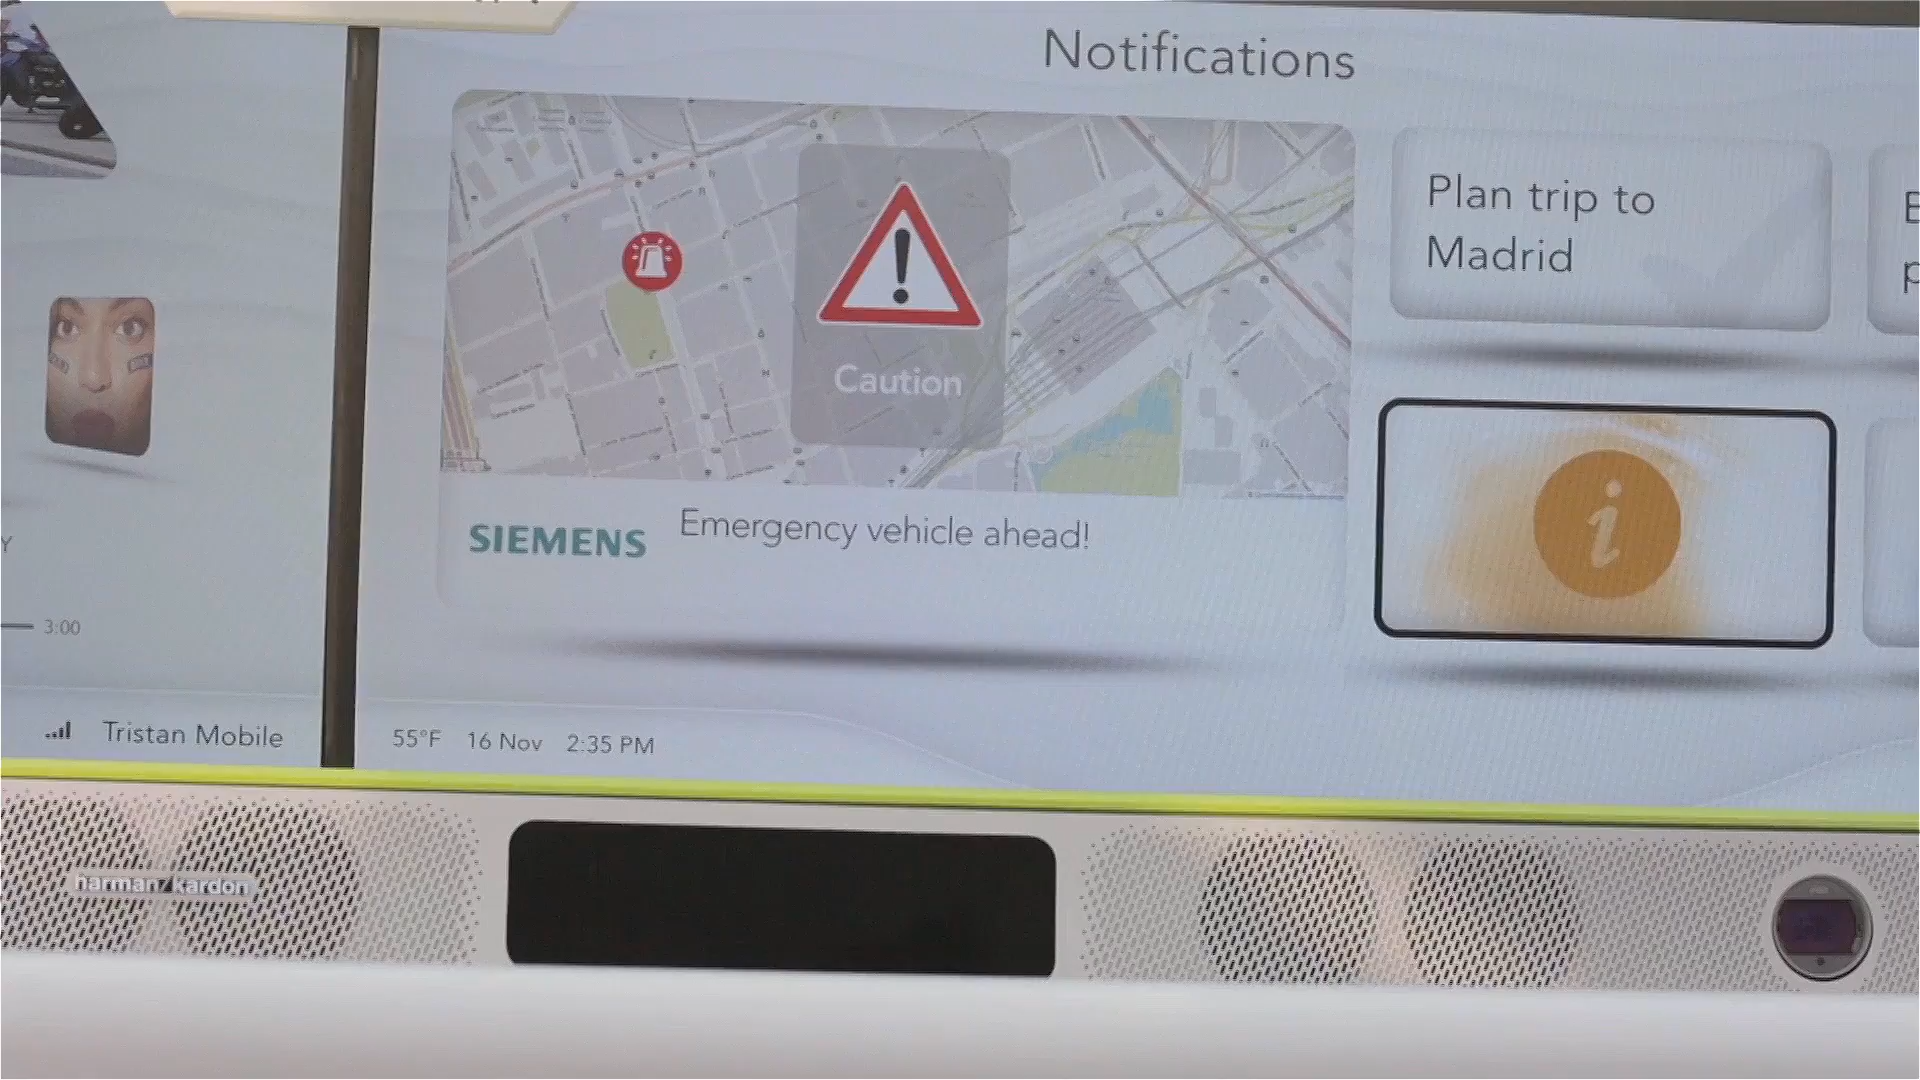 Notifications
Caution
SIEMENS
Emergency vehicle ahead!
Plan trip to
Madrid
i
3:00
Tristan Mobile
55°F 16 Nov 2:35 PM
harman/kardon